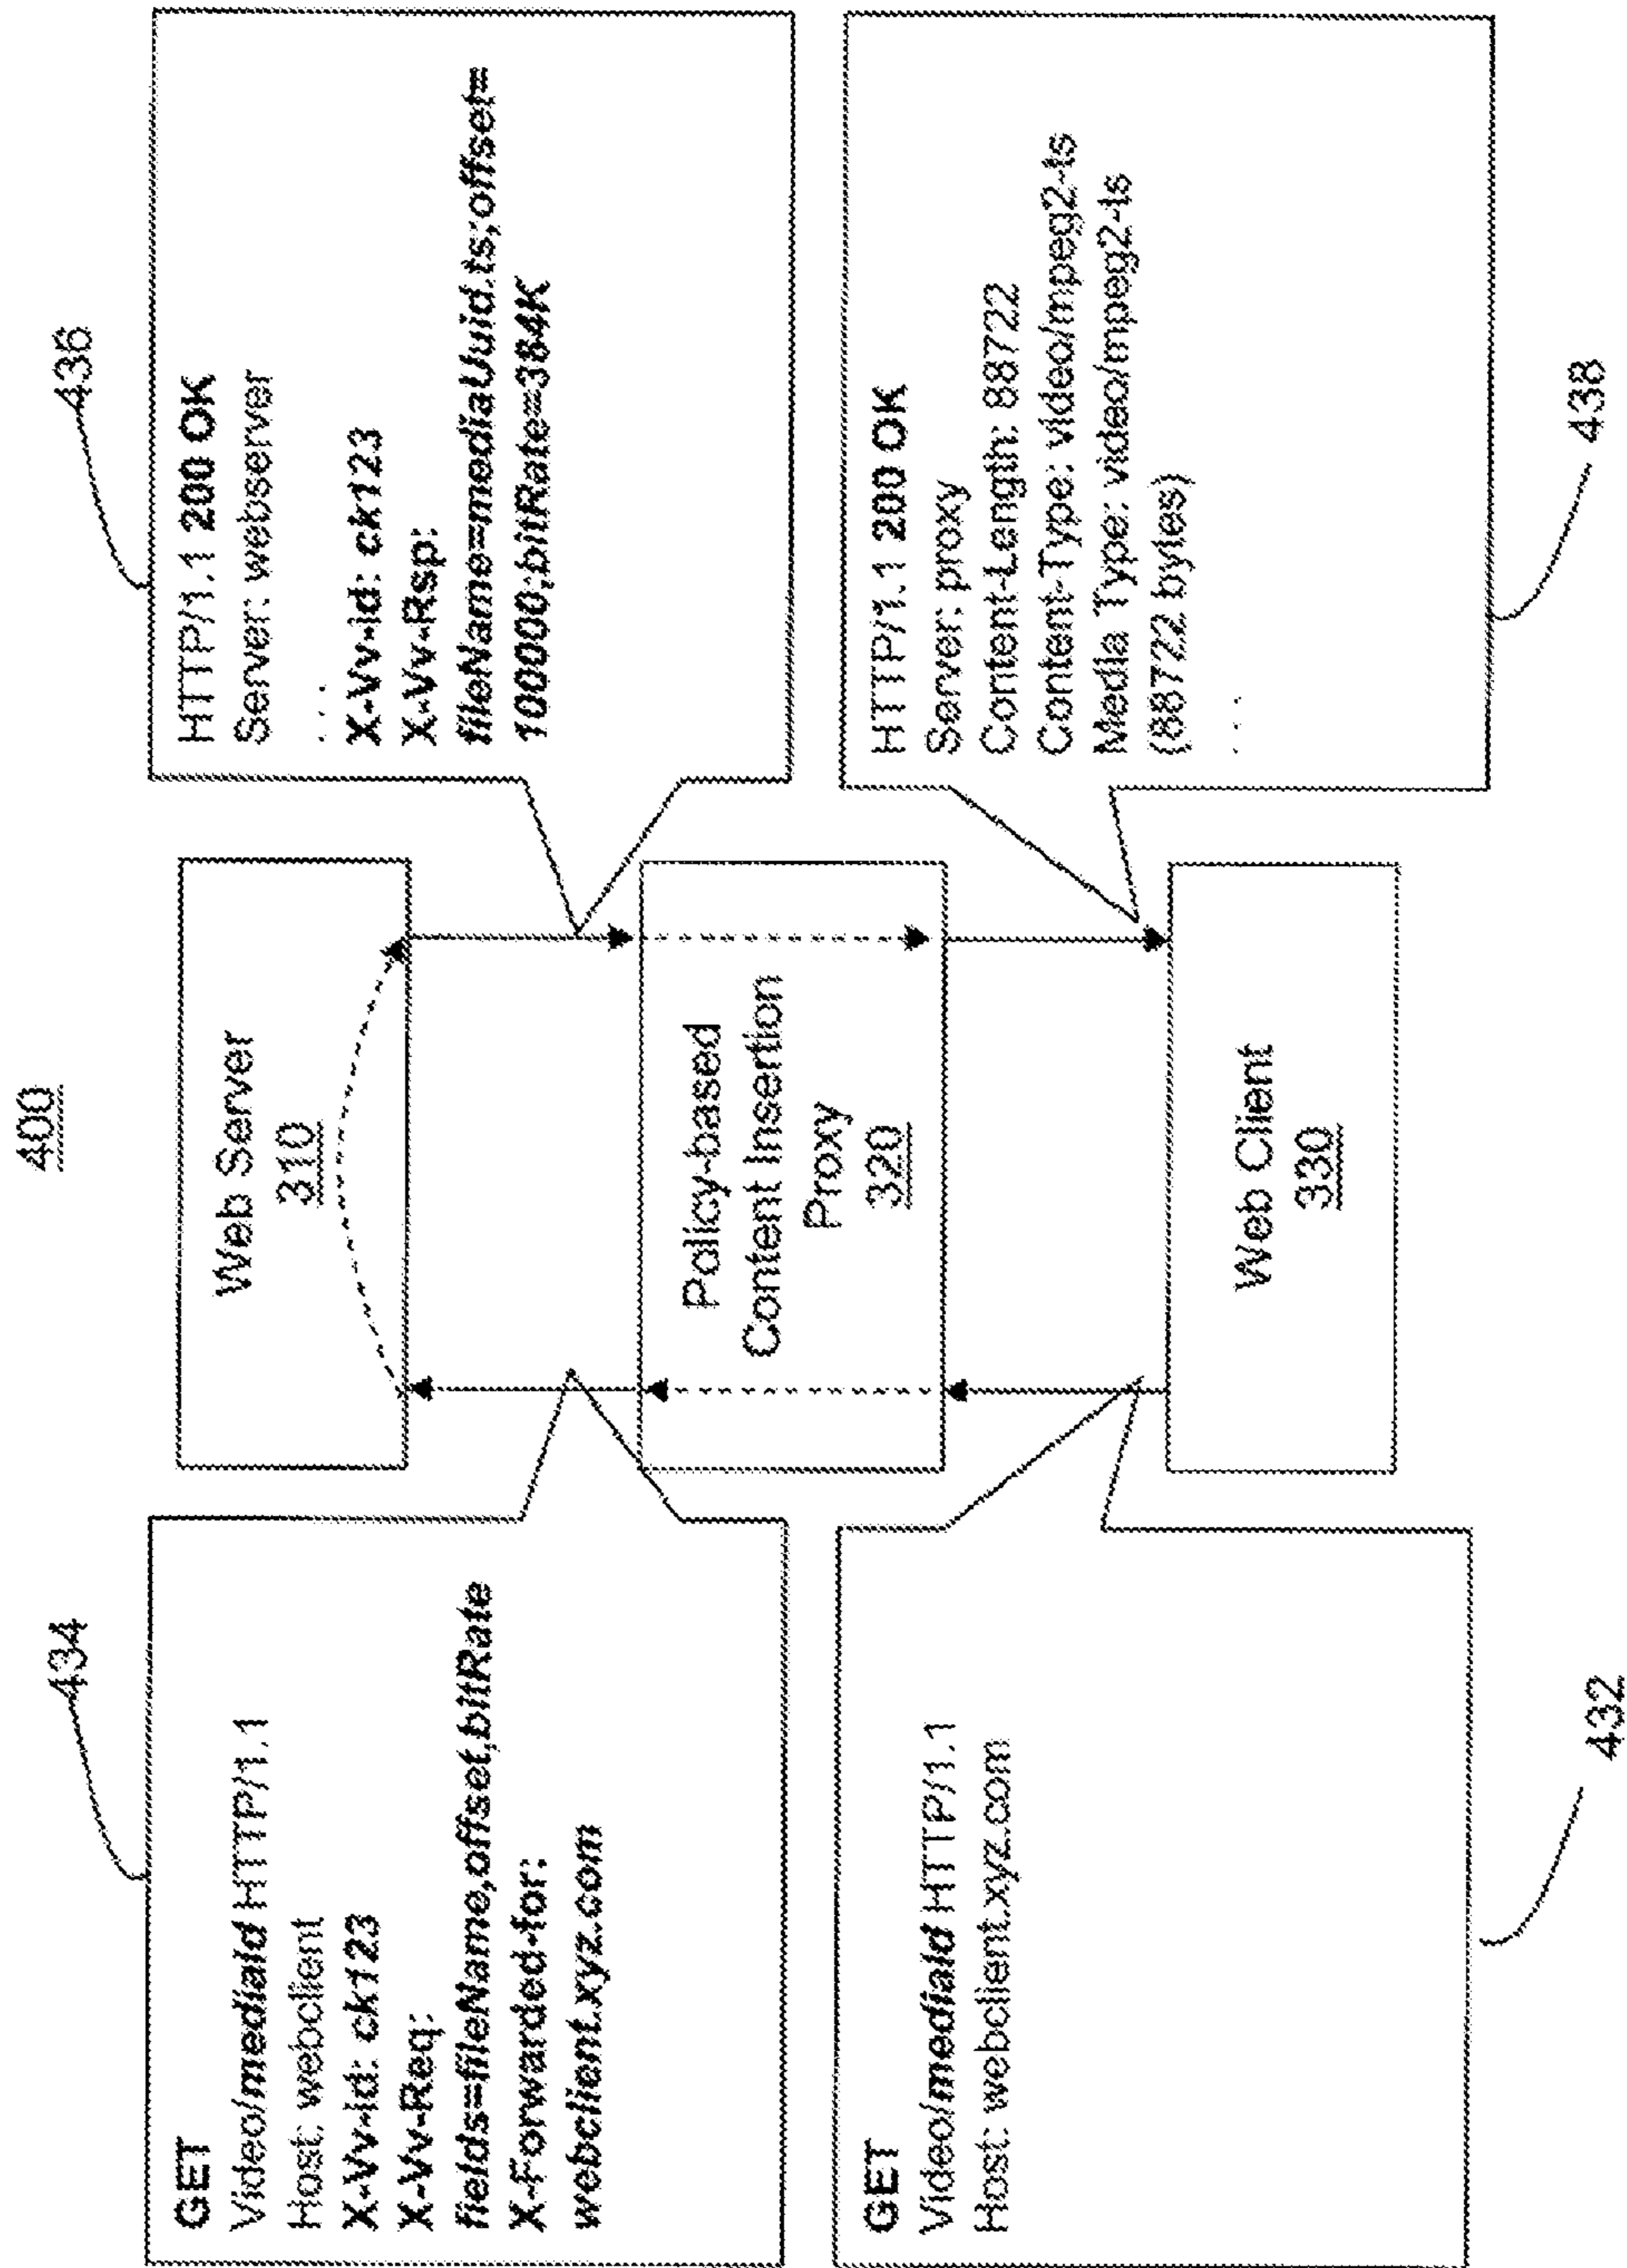 400
434
GET
Video/mediaId HTTP/1.1
Host: webclient
X-Vv-Id: ck123
X-Vv-Req:
fields=fileName,offset,bitRate
X-Forwarded-for:
webclient.xyz.com
Web Server
310
436
HTTP/1.1 200 OK
Server: webserver
...
X-Vv-Id: ck123
X-Vv-Rsp:
fileName=mediaUuid.ts;offset=
100000;bitRate=384K
Policy-based
Content Insertion
Proxy
320
GET
Video/mediaId HTTP/1.1
Host: webclient.xyz.com
432
Web Client
330
HTTP/1.1 200 OK
Server: proxy
Content-Length: 88722
Content-Type: video/mpeg2-ts
Media Type: video/mpeg2-ts
(88722 bytes)
...
438